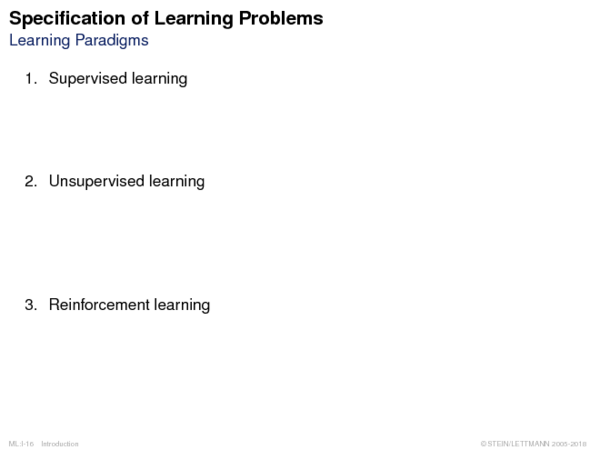 Specification of Learning Problems
Learning Paradigms
1. Supervised learning
2. Unsupervised learning
3. Reinforcement learning
ML:I-16 Introduction
© STEIN/LETTMANN 2005-2018